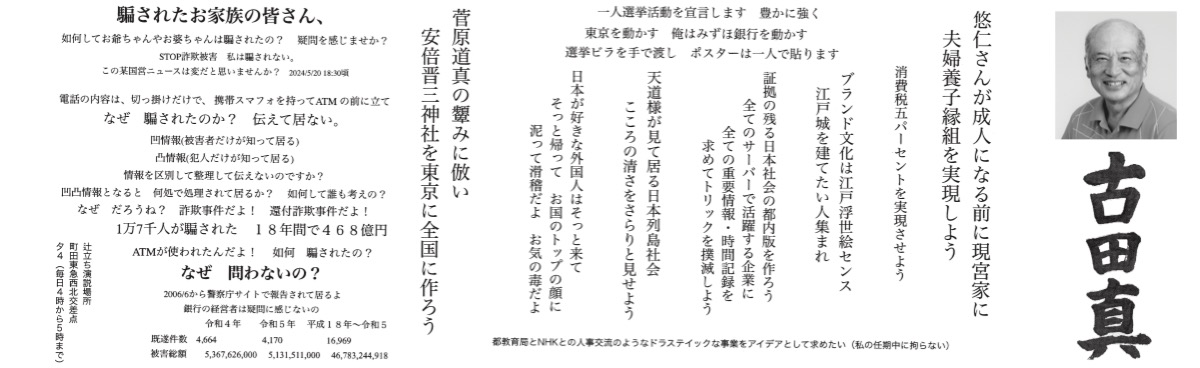 古田真
悠仁さんが成人になる前に現宮家に
夫婦養子縁組を実現しよう
一人選挙活動を宣言します　豊かに強く
東京を動かす　俺はみずほ銀行を動かす
選挙ビラを手で渡し　ポスターは一人で貼ります
消費税五パーセントを実現させよう
ブランド文化は江戸浮世絵センス
江戸城を建てたい人集まれ
証拠の残る日本社会の都内版を作ろう
全てのサーバーで活躍する企業に
全ての重要情報・時間記録を
求めてトリックを撲滅しよう
天道様が見て居る日本列島社会
こころの清さをさらりと見せよう
日本が好きな外国人はそっと来て
そっと帰って　お国のトップの顔に
泥って滑稽だよ　お気の毒だよ
都教育局とNHKとの人事交流のようなドラステイックな事業をアイデアとして求めたい（私の任期中に拘らない）
菅原道真の顰みに倣い
安倍晋三神社を東京に全国に作ろう
騙されたお家族の皆さん、
如何してお爺ちゃんやお婆ちゃんは騙されたの？　疑問を感じませか？
STOP詐欺被害　私は騙されない。
この某国営ニュースは変だと思いませんか？　2024/5/20 18:30頃
電話の内容は、切っ掛けだけで、 携帯スマフォを持ってATM の前に立て
なぜ　騙されたのか？　伝えて居ない。
凹情報(被害者だけが知って居る)
凸情報(犯人だけが知って居る)
情報を区別して整理して伝えないのですか？
凹凸情報となると　何処で処理されて居るか？　如何して誰も考えの？
なぜ　だろうね？　詐欺事件だよ！　還付詐欺事件だよ！
1万7千人が騙された　１８年間で４６８億円
ATMが使われたんだよ！　如何　騙されたの？
なぜ　問わないの？
2006/6から警察庁サイトで報告されて居るよ
銀行の経営者は疑問に感じないの
令和４年　令和５年　平成１８年～令和５
既遂件数　4,664　4,170　16,969
被害総額　5,367,626,000　5,131,511,000　46,783,244,918
辻立ち演説場所
町田東急西北交差点
夕４（毎日４時から５時まで）